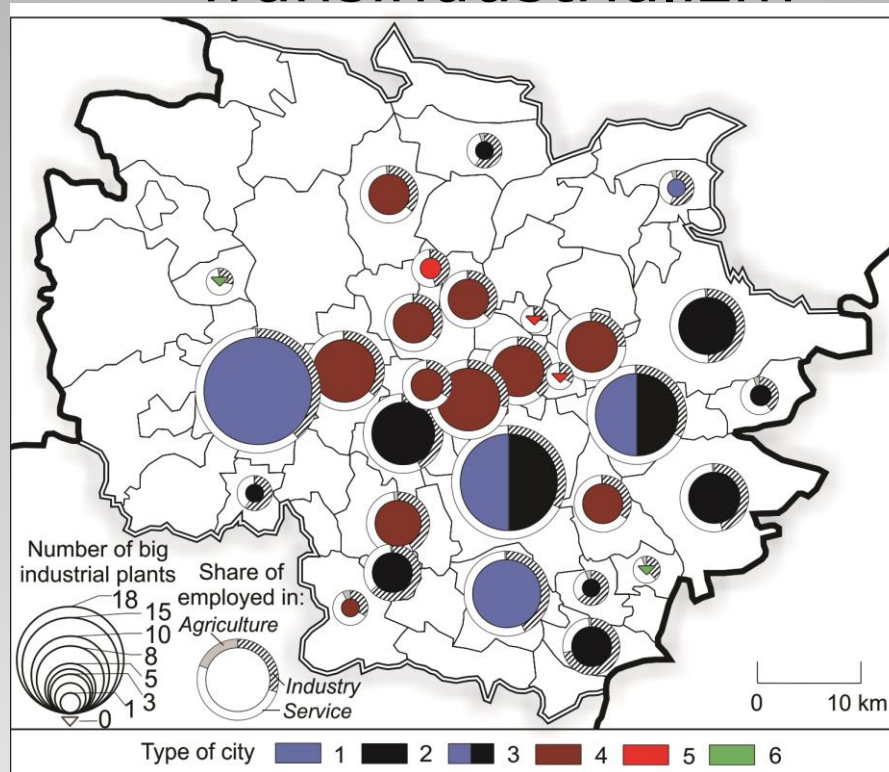 Number of big
industrial plants
18
15
10
8
5
3
1
0
Share of
employed in:
Agriculture
Industry
Service
0 10 km
Type of city 1 2 3 4 5 6